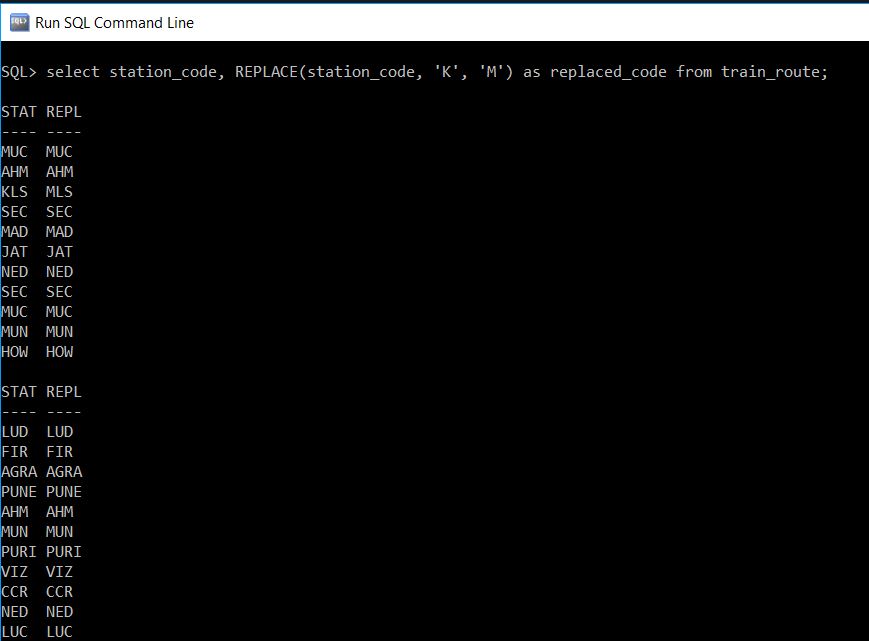 Run SQL Command Line
SQL> select station_code, REPLACE(station_code, 'K', 'M') as replaced_code from train_route;
STAT REPL
---- ----
MUC  MUC
AHM  AHM
KLS  MLS
SEC  SEC
MAD  MAD
JAT  JAT
NED  NED
SEC  SEC
MUC  MUC
MUN  MUN
HOW  HOW
STAT REPL
---- ----
LUD  LUD
FIR  FIR
AGRA AGRA
PUNE PUNE
AHM  AHM
MUN  MUN
PURI PURI
VIZ  VIZ
CCR  CCR
NED  NED
LUC  LUC